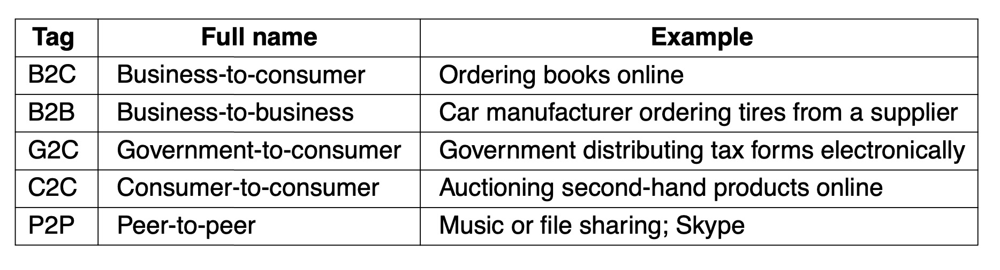 Tag Full name Example
B2C Business-to-consumer Ordering books online
B2B Business-to-business Car manufacturer ordering tires from a supplier
G2C Government-to-consumer Government distributing tax forms electronically
C2C Consumer-to-consumer Auctioning second-hand products online
P2P Peer-to-peer Music or file sharing; Skype